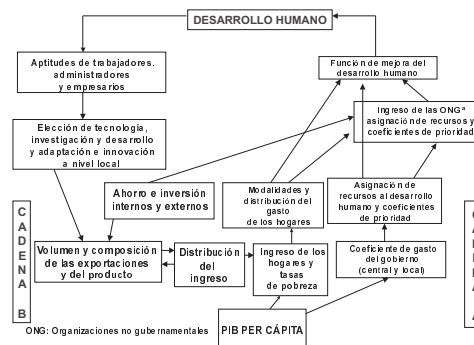 DESARROLLO HUMANO
Aptitudes de trabajadores.
administradores
y empresarios
Función de mejora del
desarrollo humano
Elección de tecnología,
investigación y desarrollo
y adaptación e innovación
a nivel local
Ingreso de las ONGª
asignación de recursos y
coeficientes de prioridad
Ahorro e inversión
internos y externos
Modalidades y
distribución del
gasto
de los hogares
Asignación de
recursos al desarrollo
humano y coeficientes
de prioridad
C
A
D
E
N
A
B
Volumen y composición
de las exportaciones
y del producto
Distribución
del
ingreso
Ingreso de los
hogares y
tasas
de pobreza
Coeficiente de gasto
del gobierno
(central y local)
ONG: Organizaciones no gubernamentales
PIB PER CÁPITA